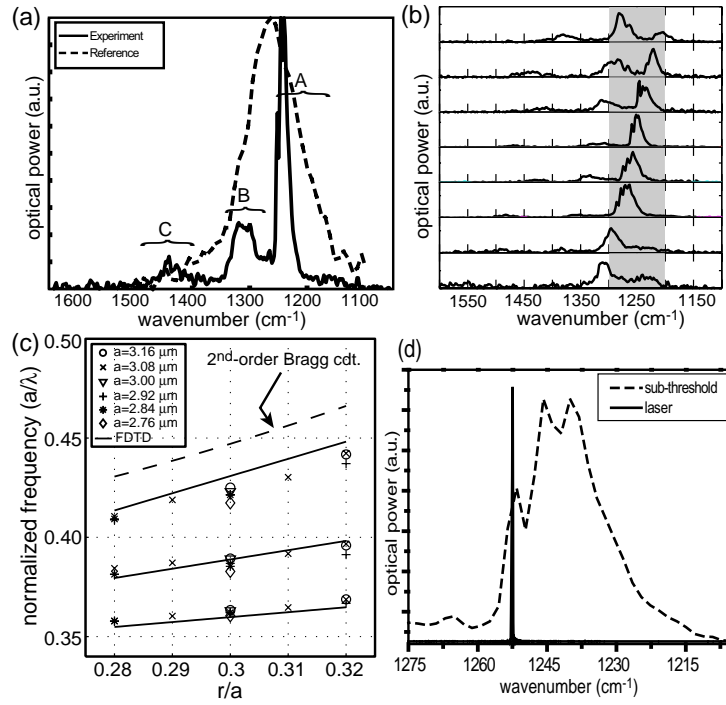 (a)
Experiment
Reference
A
B
C
optical power (a.u.)
1600 1500 1400 1300 1200 1100
wavenumber (cm-1)
(b)
optical power (a.u.)
1550 1450 1350 1250 1150
wavenumber (cm-1)
(c)
0.50
0.45
0.40
0.35
normalized frequency (a/λ)
a=3.16 μm
a=3.08 μm
a=3.00 μm
a=2.92 μm
a=2.84 μm
a=2.76 μm
FDTD
2nd-order Bragg cdt.
0.28 0.29 0.3 0.31 0.32
r/a
(d)
sub-threshold
laser
optical power (a.u.)
1275 1260 1245 1230 1215
wavenumber (cm-1)